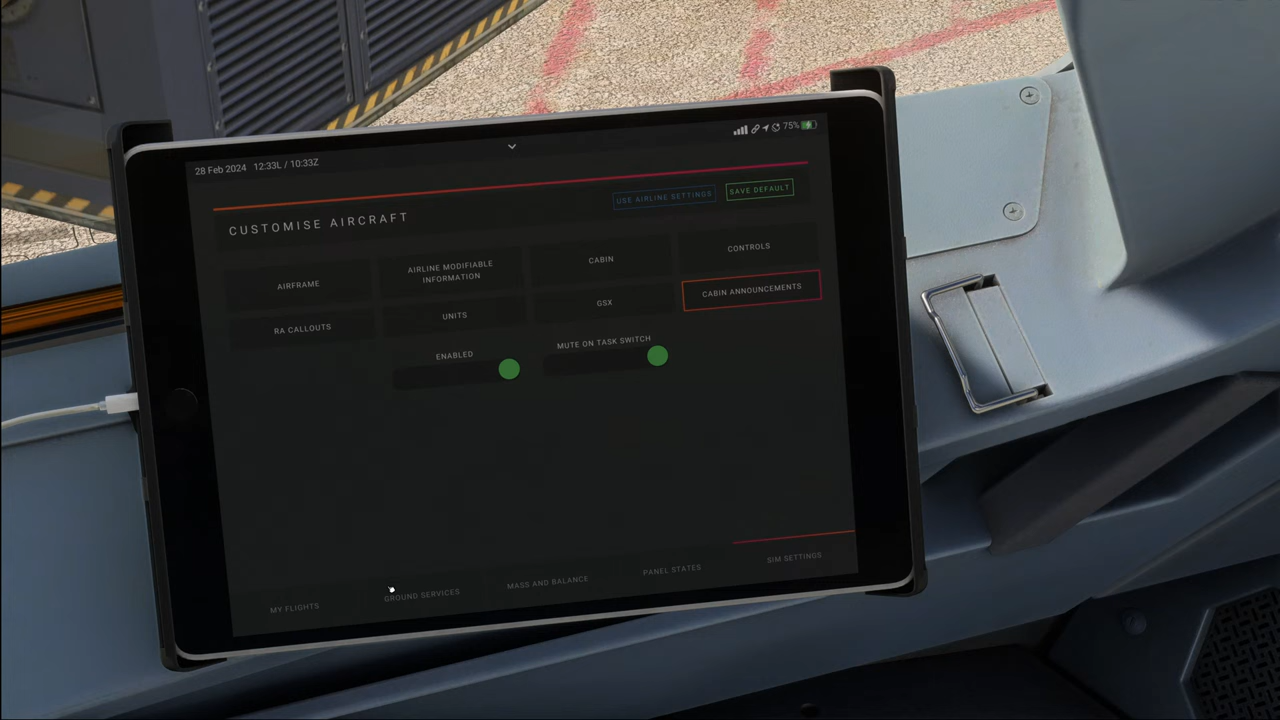 28 Feb 2024 12:33L / 10:33Z
75%
CUSTOMISE AIRCRAFT
USE AIRLINE SETTINGS
SAVE DEFAULT
AIRFRAME
AIRLINE MODIFIABLE
INFORMATION
CABIN
CONTROLS
RA CALLOUTS
UNITS
GSX
CABIN ANNOUNCEMENTS
ENABLED
MUTE ON TASK SWITCH
MY FLIGHTS
GROUND SERVICES
MASS AND BALANCE
PANEL STATES
SIM SETTINGS